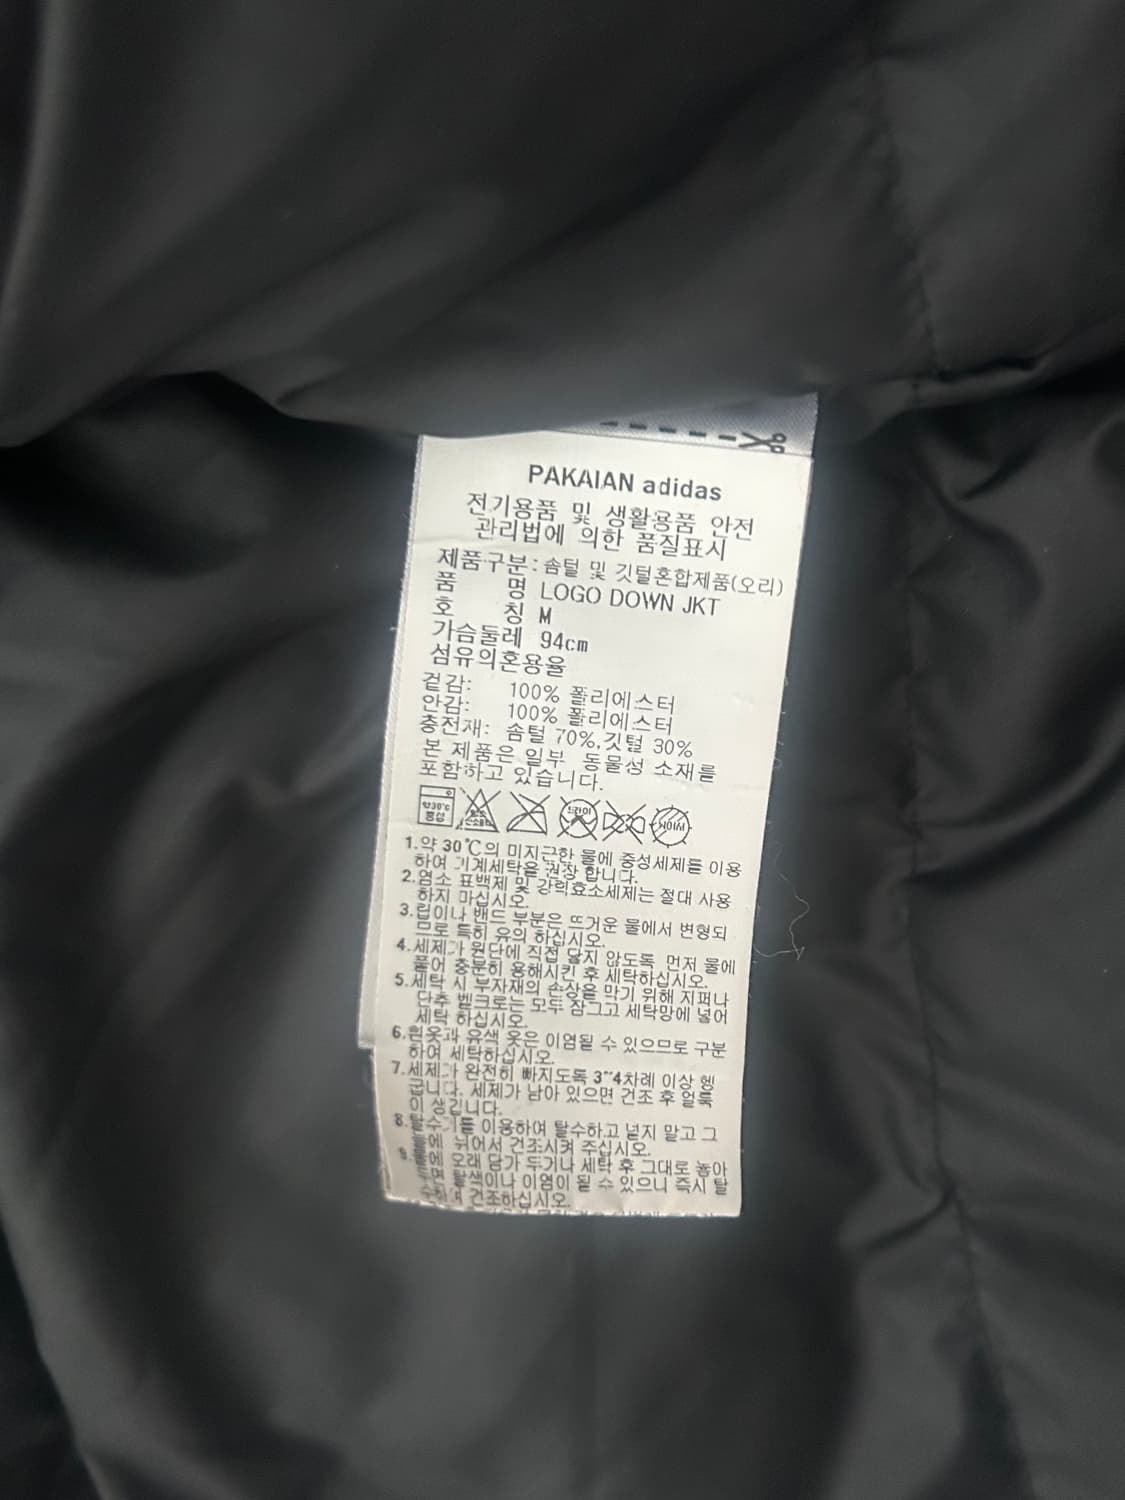 PAKAIAN adidas
전기용품 및 생활용품 안전
관리법에 의한 품질표시
제품구분: 솜털 및 깃털혼합제품(오리)
품 명 LOGO DOWN JKT
호 칭 M
가슴둘레 94cm
섬유의혼용율
겉감: 100% 폴리에스터
안감: 100% 폴리에스터
충전재: 솜털 70%,깃털 30%
본 제품은 일부 동물성 소재를
포함하고 있습니다.
약30℃ 중성 드라이
1.약 30℃의 미지근한 물에 중성세제를 이용
하여 기계세탁을 권장 합니다.
2.염소 표백제 및 강력효소세제는 절대 사용
하지 마십시오.
3.립이나 밴드 부분은 뜨거운 물에서 변형되
므로 특히 유의 하십시오.
4.세제가 원단에 직접 닿지 않도록 먼저 물에
풀어 충분히 용해시킨 후 세탁하십시오.
5.세탁 시 부자재의 손상을 막기 위해 지퍼나
단추 벨크로는 모두 잠그고 세탁망에 넣어
세탁 하십시오.
6.흰옷과 유색 옷은 이염될 수 있으므로 구분
하여 세탁하십시오.
7.세제가 완전히 빠지도록 3~4차례 이상 헹
굽니다. 세제가 남아 있으면 건조 후 얼룩
이 생깁니다.
8.탈수기를 이용하여 탈수하고 널지 말고 그
늘에 뉘어서 건조시켜 주십시오.
9.물에 오래 담가 두거나 세탁 후 그대로 놓아
두면 탈색이나 이염이 될 수 있으니 즉시 탈
수하여 건조하십시오.